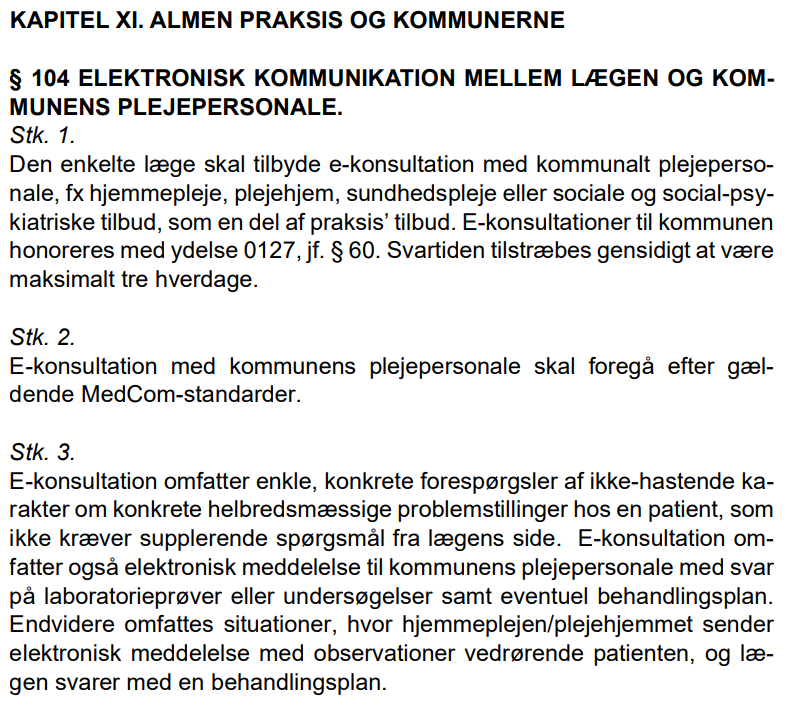 KAPITEL XI. ALMEN PRAKSIS OG KOMMUNERNE
§ 104 ELEKTRONISK KOMMUNIKATION MELLEM LÆGEN OG KOM-
MUNENS PLEJEPERSONALE.
Stk. 1.
Den enkelte læge skal tilbyde e-konsultation med kommunalt plejeperso-
nale, fx hjemmepleje, plejehjem, sundhedspleje eller sociale og social-psy-
kiatriske tilbud, som en del af praksis’ tilbud. E-konsultationer til kommunen
honoreres med ydelse 0127, jf. § 60. Svartiden tilstræbes gensidigt at være
maksimalt tre hverdage.
Stk. 2.
E-konsultation med kommunens plejepersonale skal foregå efter gæl-
dende MedCom-standarder.
Stk. 3.
E-konsultation omfatter enkle, konkrete forespørgsler af ikke-hastende ka-
rakter om konkrete helbredsmæssige problemstillinger hos en patient, som
ikke kræver supplerende spørgsmål fra lægens side.  E-konsultation om-
fatter også elektronisk meddelelse til kommunens plejepersonale med svar
på laboratorieprøver eller undersøgelser samt eventuel behandlingsplan.
Endvidere omfattes situationer, hvor hjemmeplejen/plejehjemmet sender
elektronisk meddelelse med observationer vedrørende patienten, og læ-
gen svarer med en behandlingsplan.